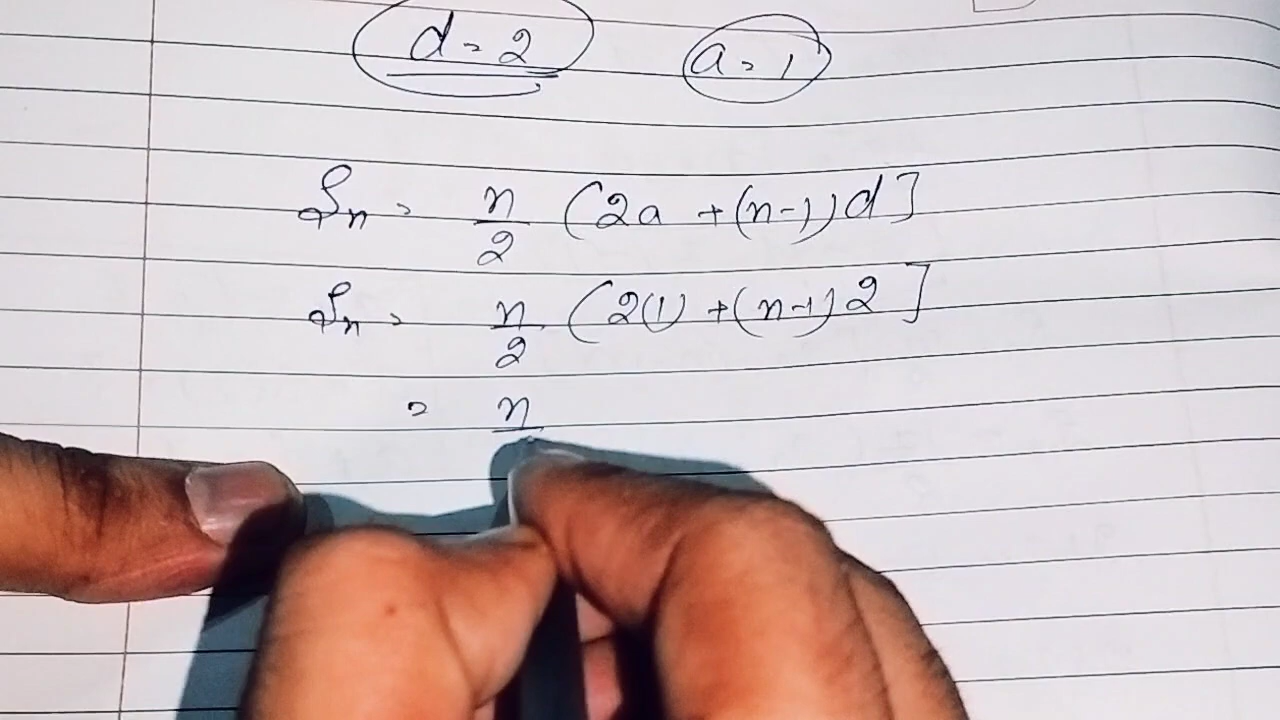 d = 2 a = 1
Sn = n/2 (2a + (n-1)d]
Sn = n/2 (2(1) + (n-1)2]
= n